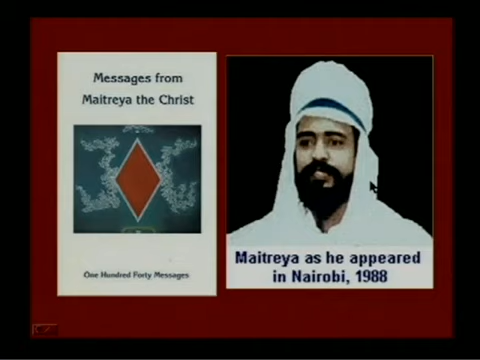 Messages from
Maitreya the Christ
One Hundred Forty Messages
Maitreya as he appeared
in Nairobi, 1988